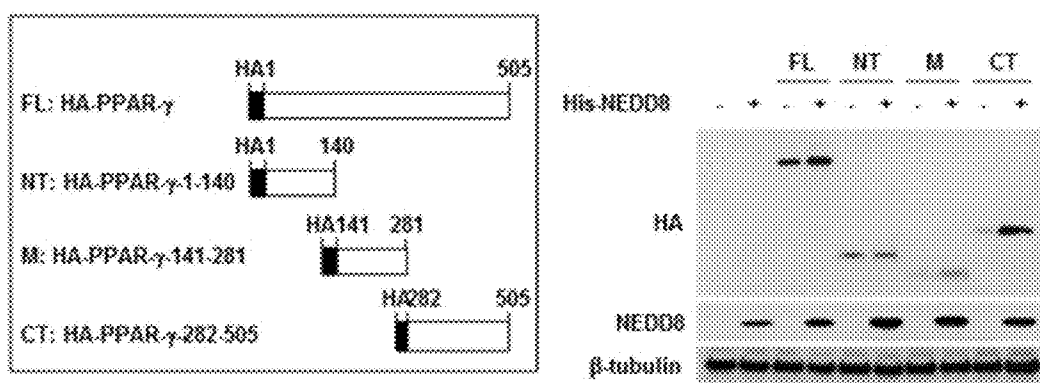 HA1 505
FL: HA-PPAR-γ
HA1 140
NT: HA-PPAR-γ-1-140
HA141 281
M: HA-PPAR-γ-141-281
HA282 505
CT: HA-PPAR-γ-282-505
FL NT M CT
His-NEDD8 - + - + - + - + - +
HA
NEDD8
β-tubulin